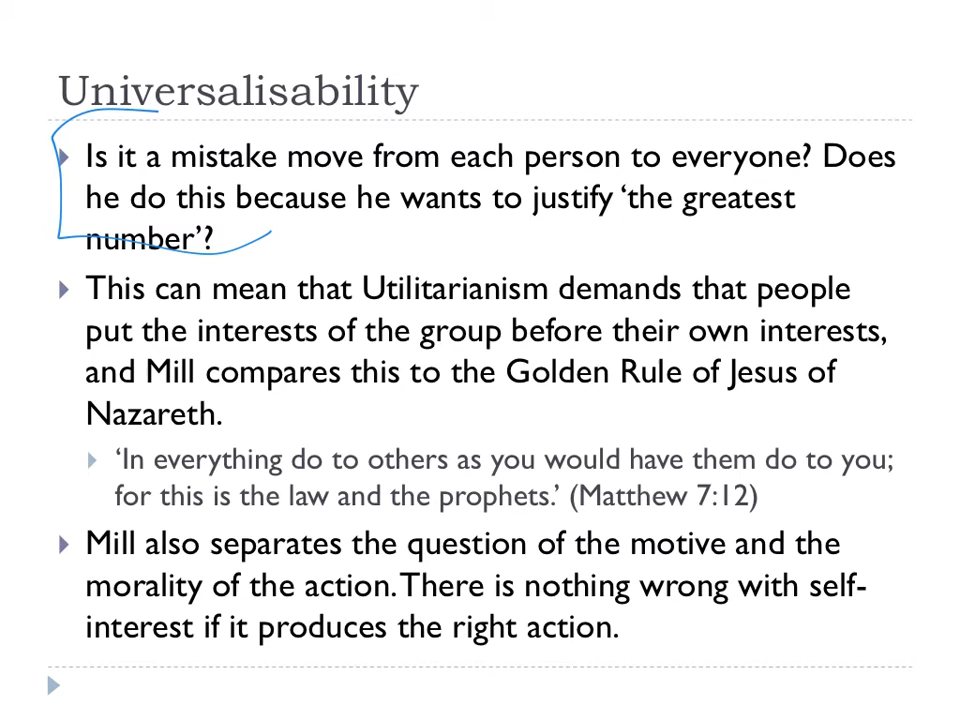 Universalisability
Is it a mistake move from each person to everyone? Does
he do this because he wants to justify ‘the greatest
number’?
This can mean that Utilitarianism demands that people
put the interests of the group before their own interests,
and Mill compares this to the Golden Rule of Jesus of
Nazareth.
‘In everything do to others as you would have them do to you;
for this is the law and the prophets.’ (Matthew 7:12)
Mill also separates the question of the motive and the
morality of the action. There is nothing wrong with self-
interest if it produces the right action.